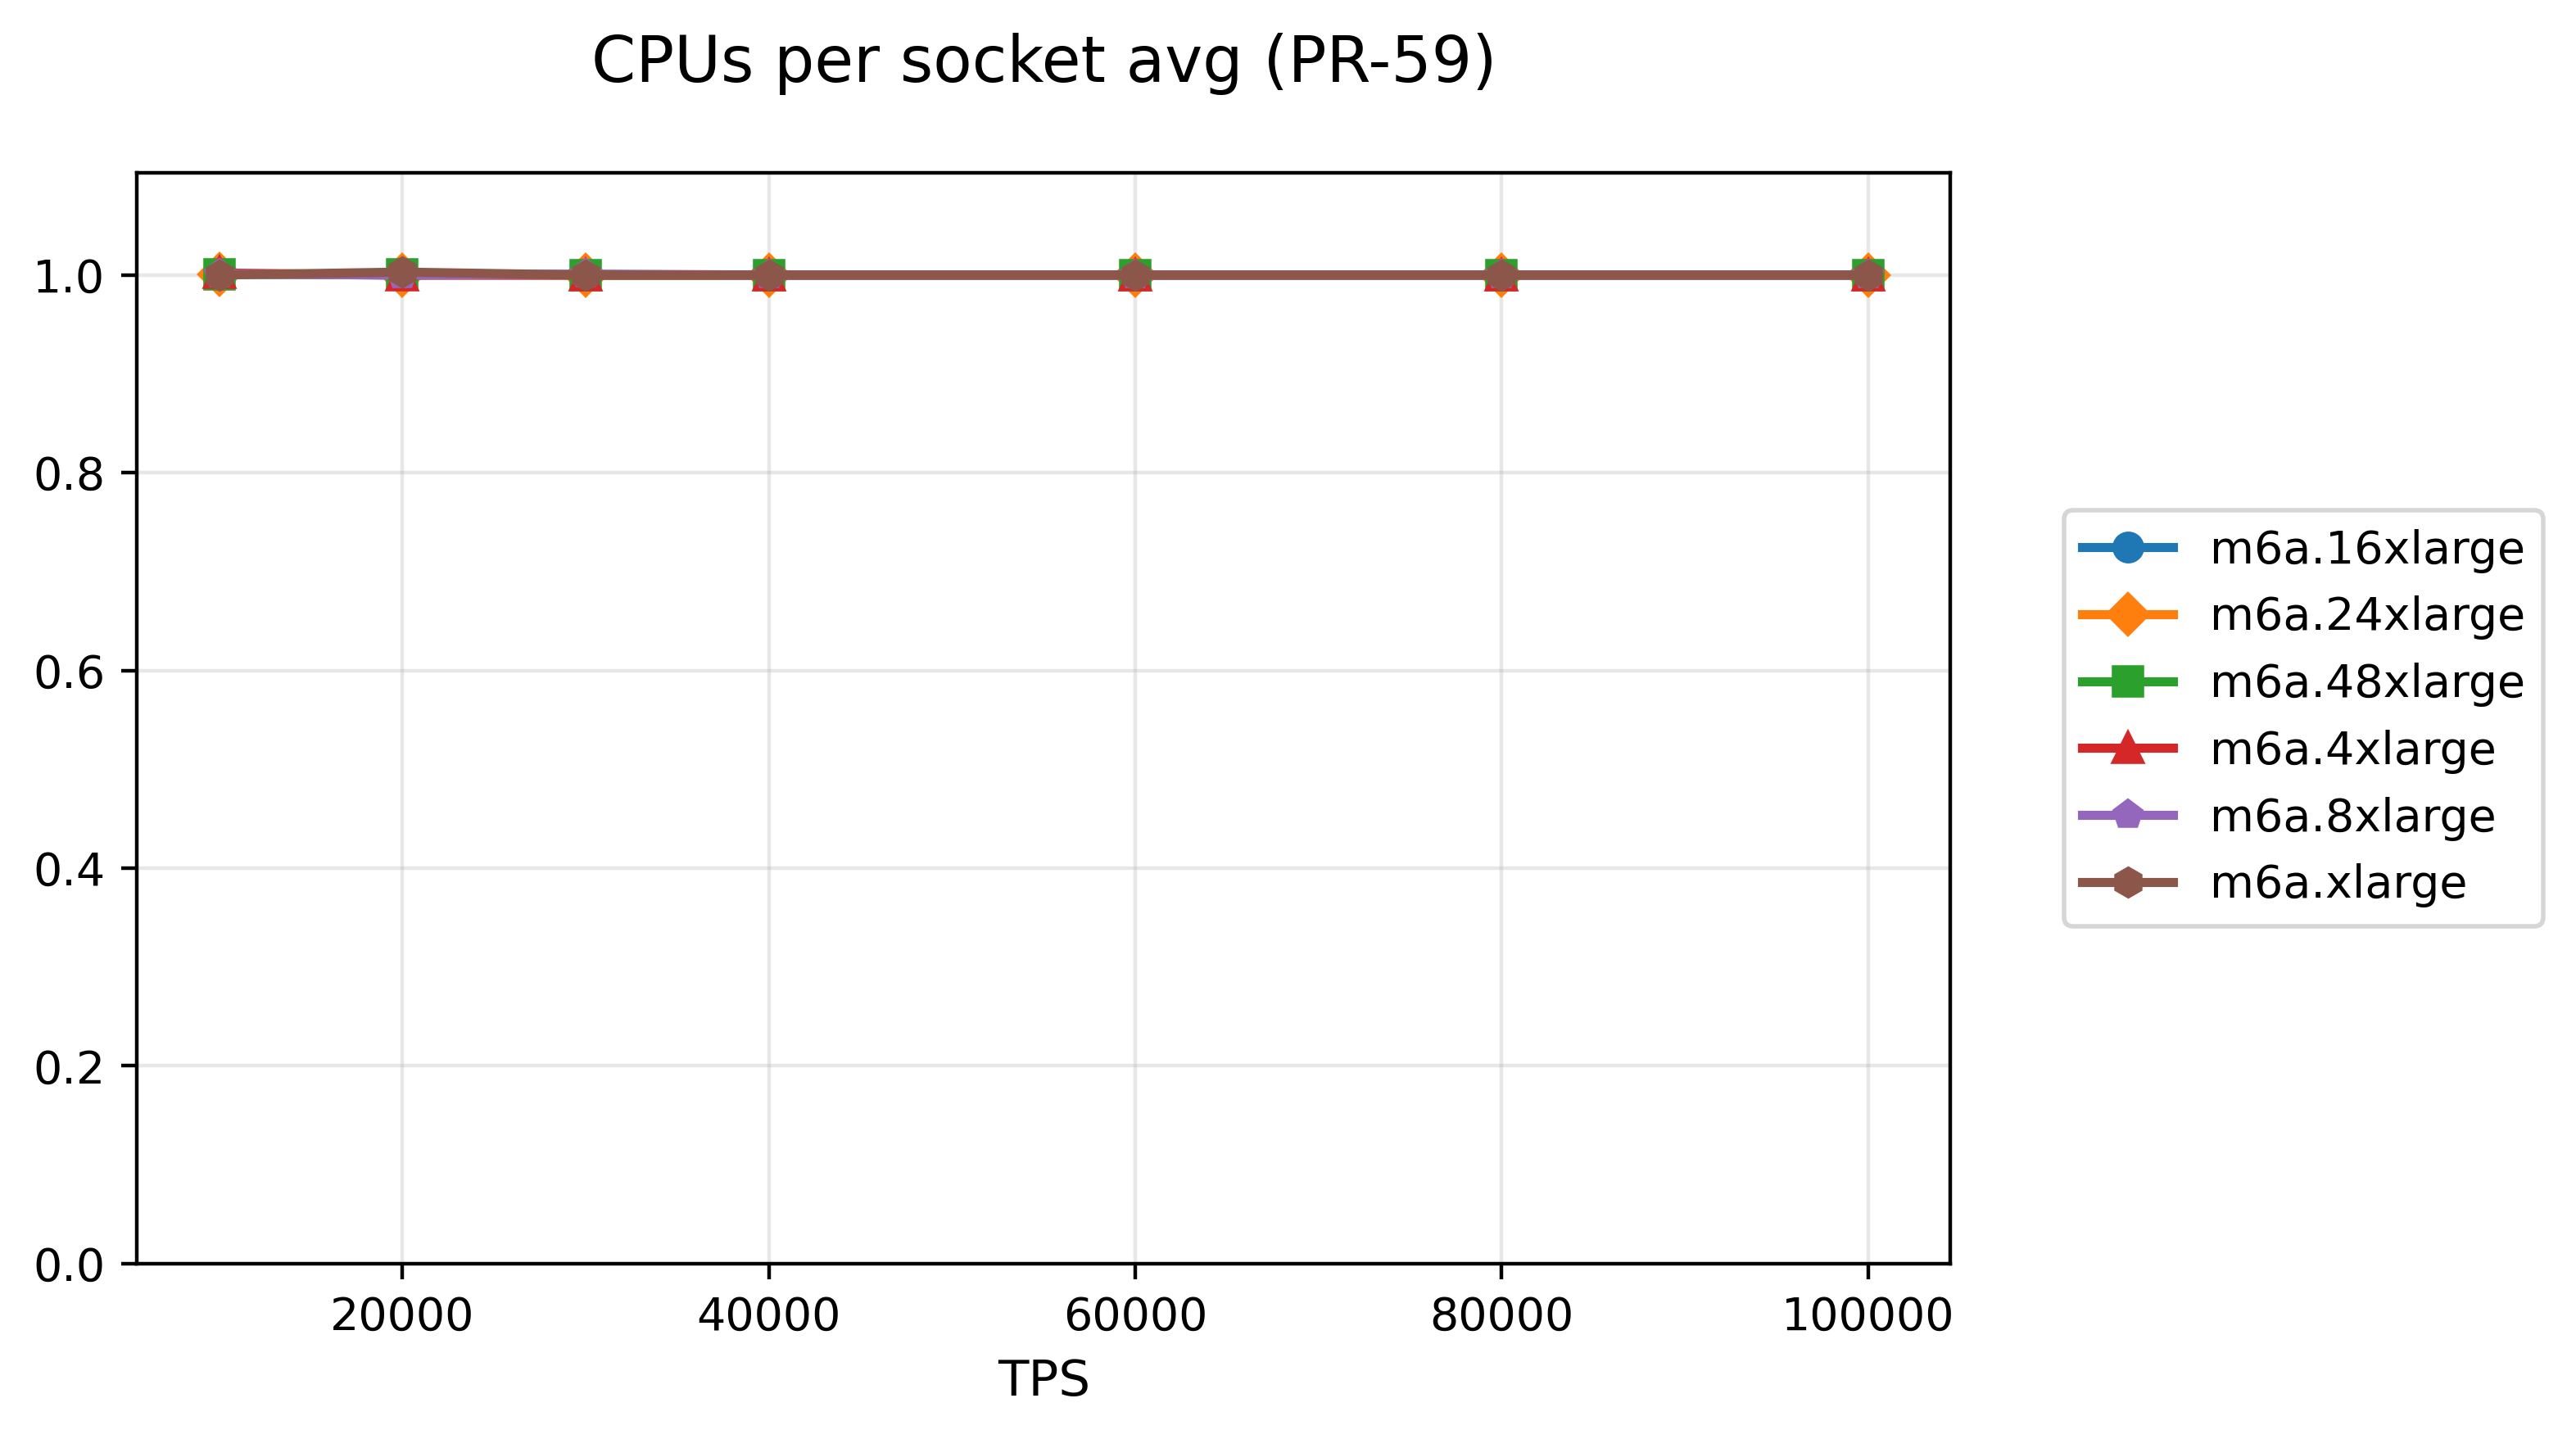 CPUs per socket avg (PR-59)
1.0
0.8
0.6
0.4
0.2
0.0
20000 40000 60000 80000 100000
TPS
m6a.16xlarge
m6a.24xlarge
m6a.48xlarge
m6a.4xlarge
m6a.8xlarge
m6a.xlarge